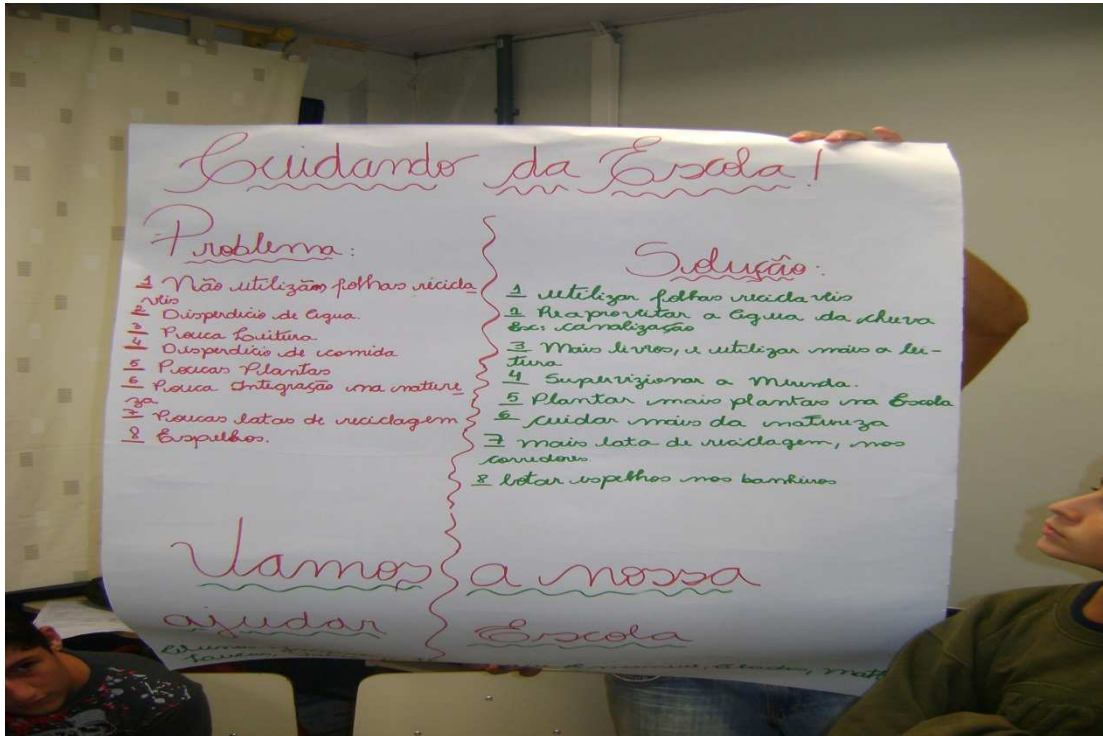 Cuidando da Escola!
Problema:
1 Não utilizam folhas recicla
veis
2 Disperdicio de água.
3 Pouca Leitura
4 Disperdicio de comida
5 Poucas Plantas
6 Pouca Integração na nature
za
7 Poucas latas de reciclagem
8 Espelhos.
Solução:
1 utilizar folhas reciclaveis
2 Reaproveitar a água da chuva
Ex: canalização
3 Mais livros, e utilizar mais a lei-
tura
4 Supervizionar a Merenda.
5 Plantar mais plantas na Escola
6 cuidar mais da natureza
7 mais lata de reciclagem, nos
corredores
8 botar espelhos nos banheiros
Vamos a nossa
ajudar Escola